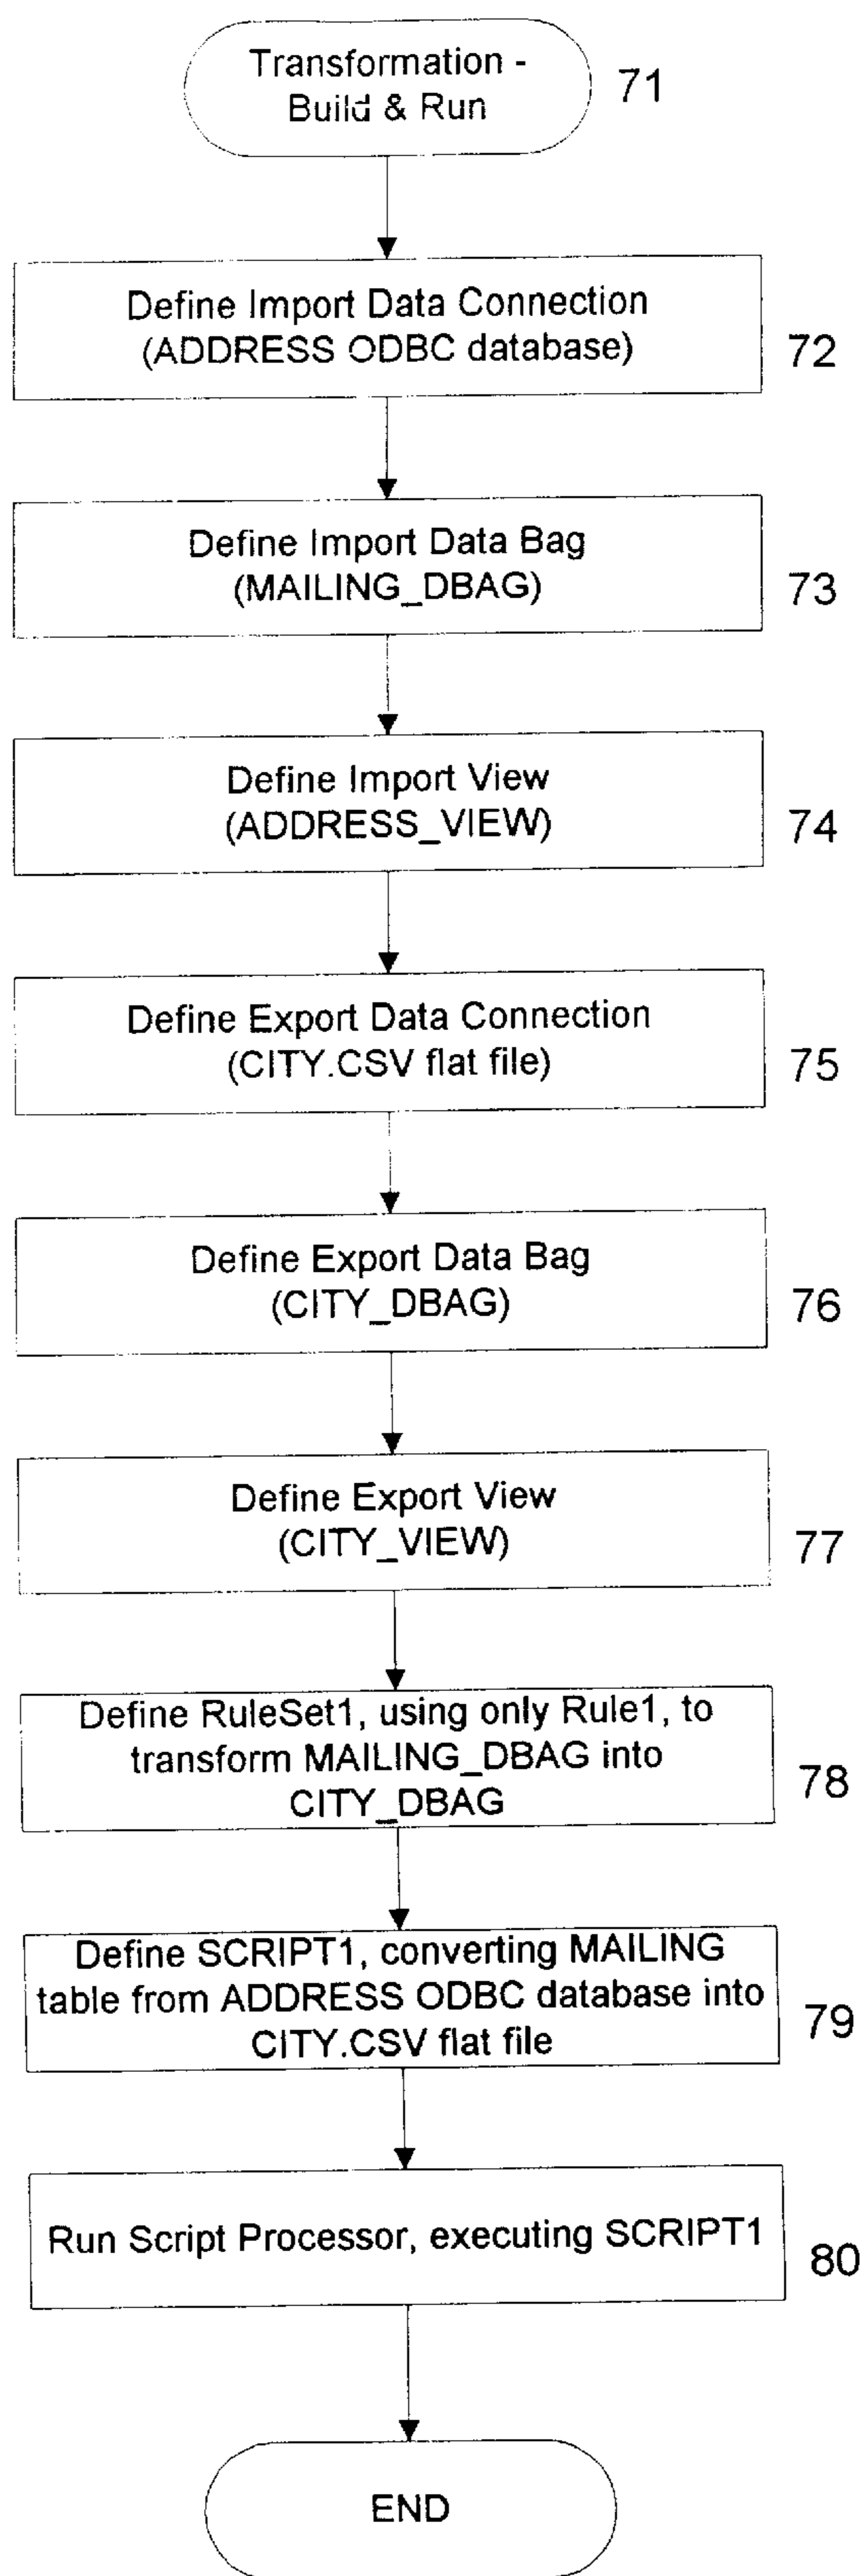 Transformation -
Build & Run
71
Define Import Data Connection
(ADDRESS ODBC database)
72
Define Import Data Bag
(MAILING_DBAG)
73
Define Import View
(ADDRESS_VIEW)
74
Define Export Data Connection
(CITY.CSV flat file)
75
Define Export Data Bag
(CITY_DBAG)
76
Define Export View
(CITY_VIEW)
77
Define RuleSet1, using only Rule1, to
transform MAILING_DBAG into
CITY_DBAG
78
Define SCRIPT1, converting MAILING
table from ADDRESS ODBC database into
CITY.CSV flat file
79
Run Script Processor, executing SCRIPT1
80
END